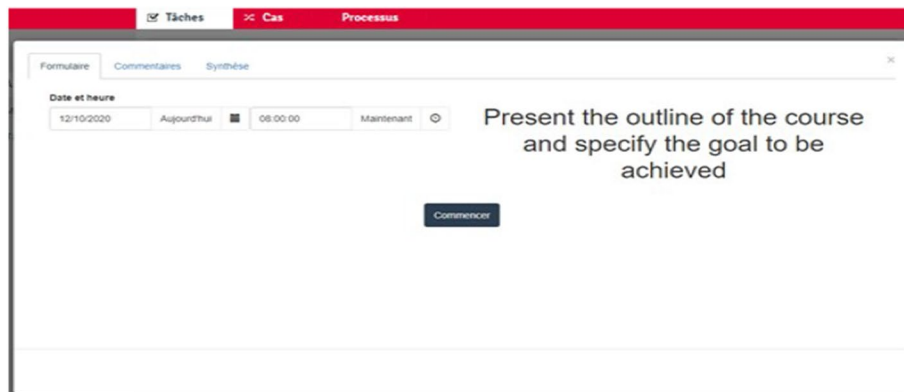 Tâches Cas Processus
Formulaire Commentaires Synthèse ×
Date et heure
12/10/2020 Aujourd'hui 08:00:00 Maintenant
Present the outline of the course
and specify the goal to be
achieved
Commencer